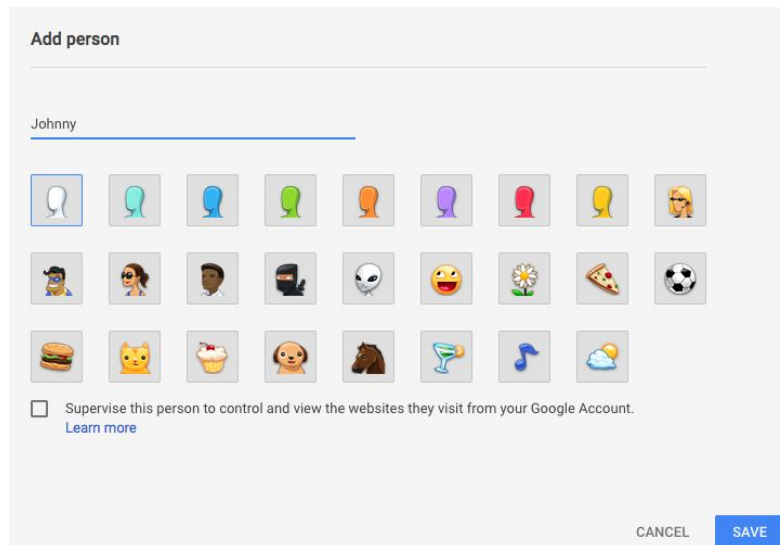 Add person
Johnny
Supervise this person to control and view the websites they visit from your Google Account.
Learn more
CANCEL
SAVE